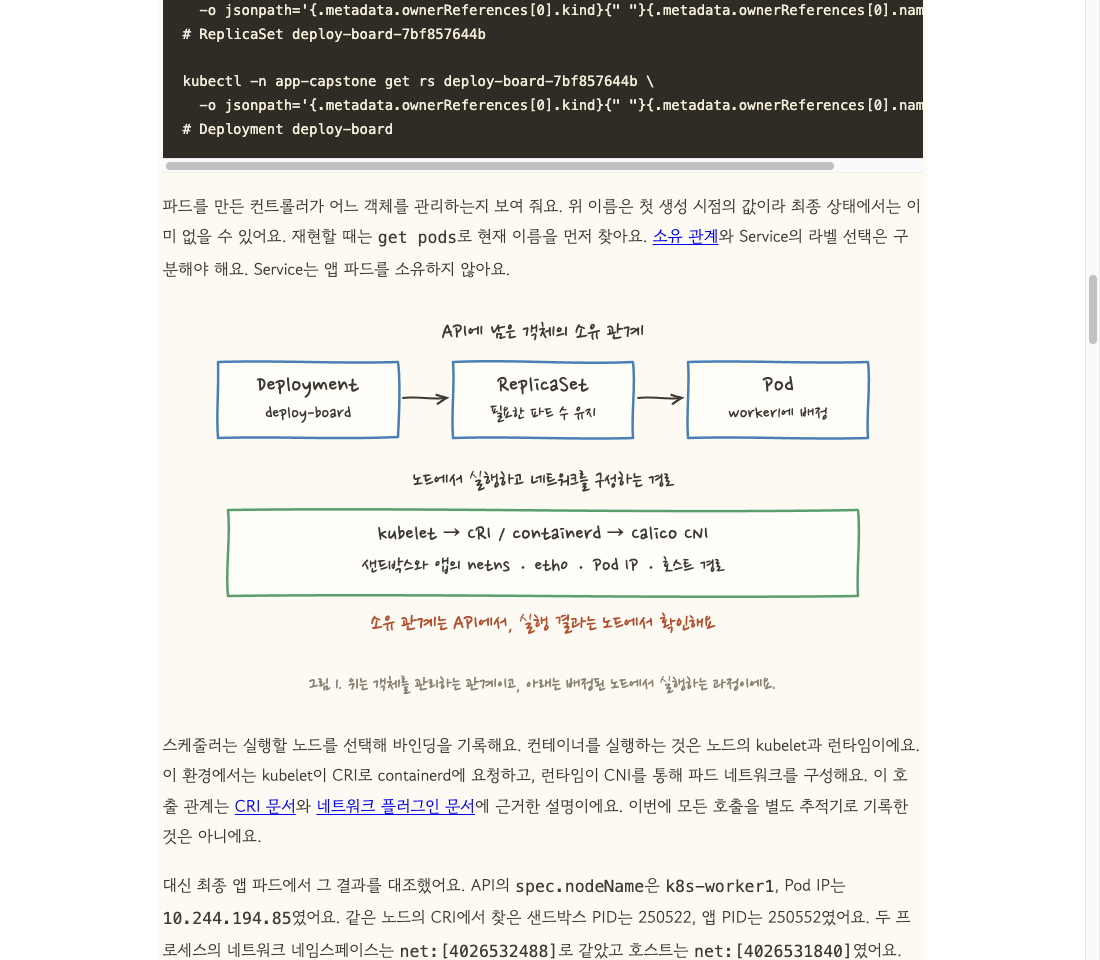 -o jsonpath='{.metadata.ownerReferences[0].kind}{" "}{.metadata.ownerReferences[0].nam
# ReplicaSet deploy-board-7bf857644b
kubectl -n app-capstone get rs deploy-board-7bf857644b \
-o jsonpath='{.metadata.ownerReferences[0].kind}{" "}{.metadata.ownerReferences[0].nam
# Deployment deploy-board
파드를 만든 컨트롤러가 어느 객체를 관리하는지 보여 줘요. 위 이름은 첫 생성 시점의 값이라 최종 상태에서는 이
미 없을 수 있어요. 재현할 때는 get pods로 현재 이름을 먼저 찾아요. 소유 관계와 Service의 라벨 선택은 구
분해야 해요. Service는 앱 파드를 소유하지 않아요.
API에 남은 객체의 소유 관계
Deployment
deploy-board
ReplicaSet
필요한 파드 수 유지
Pod
worker1에 배정
노드에서 실행하고 네트워크를 구성하는 경로
kubelet → CRI / containerd → Calico CNI
샌드박스와 앱의 netns · eth0 · Pod IP · 호스트 경로
소유 관계는 API에서, 실행 결과는 노드에서 확인해요
그림 1. 위는 객체를 관리하는 관계이고, 아래는 배정된 노드에서 실행하는 과정이에요.
스케줄러는 실행할 노드를 선택해 바인딩을 기록해요. 컨테이너를 실행하는 것은 노드의 kubelet과 런타임이에요.
이 환경에서는 kubelet이 CRI로 containerd에 요청하고, 런타임이 CNI를 통해 파드 네트워크를 구성해요. 이 호
출 관계는 CRI 문서와 네트워크 플러그인 문서에 근거한 설명이에요. 이번에 모든 호출을 별도 추적기로 기록한
것은 아니에요.
대신 최종 앱 파드에서 그 결과를 대조했어요. API의 spec.nodeName은 k8s-worker1, Pod IP는
10.244.194.85였어요. 같은 노드의 CRI에서 찾은 샌드박스 PID는 250522, 앱 PID는 250552였어요. 두 프
로세스의 네트워크 네임스페이스는 net:[4026532488]로 같았고 호스트는 net:[4026531840]였어요.